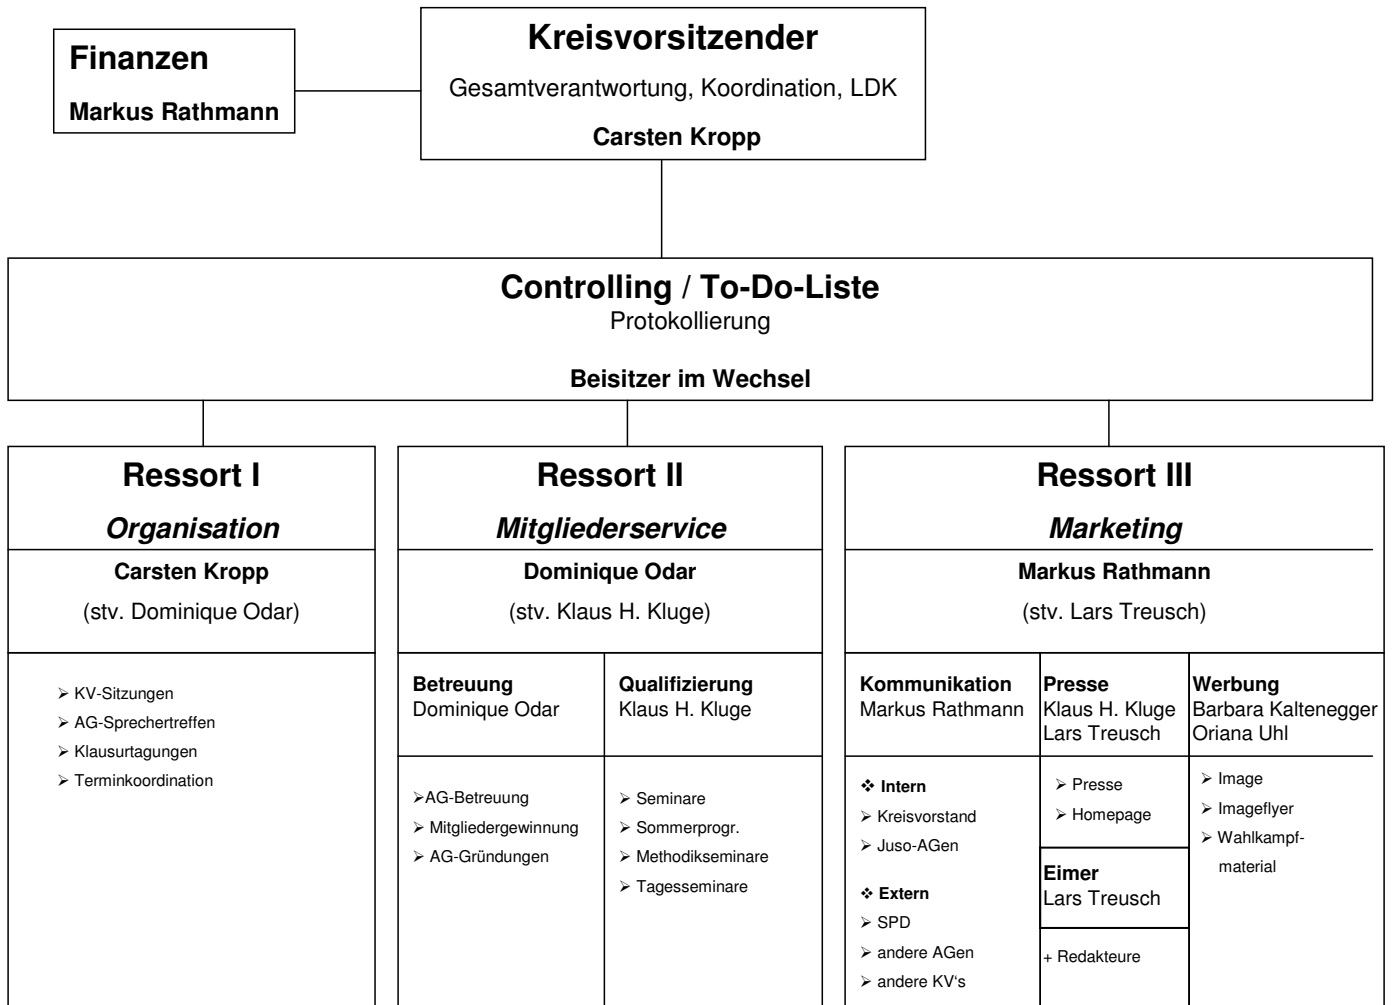 Finanzen
Markus Rathmann
Kreisvorsitzender
Gesamtverantwortung, Koordination, LDK
Carsten Kropp
Controlling / To-Do-Liste
Protokollierung
Beisitzer im Wechsel
Ressort I
Organisation
Carsten Kropp
(stv. Dominique Odar)
➢ KV-Sitzungen
➢ AG-Sprechertreffen
➢ Klausurtagungen
➢ Terminkoordination
Ressort II
Mitgliederservice
Dominique Odar
(stv. Klaus H. Kluge)
Betreuung
Dominique Odar
➢AG-Betreuung
➢ Mitgliedergewinnung
➢ AG-Gründungen
Qualifizierung
Klaus H. Kluge
➢ Seminare
➢ Sommerprogr.
➢ Methodikseminare
➢ Tagesseminare
Ressort III
Marketing
Markus Rathmann
(stv. Lars Treusch)
Kommunikation
Markus Rathmann
❖ Intern
➢ Kreisvorstand
➢ Juso-AGen
❖ Extern
➢ SPD
➢ andere AGen
➢ andere KV‘s
Presse
Klaus H. Kluge
Lars Treusch
➢ Presse
➢ Homepage
Eimer
Lars Treusch
+ Redakteure
Werbung
Barbara Kaltenegger
Oriana Uhl
➢ Image
➢ Imageflyer
➢ Wahlkampf-
material